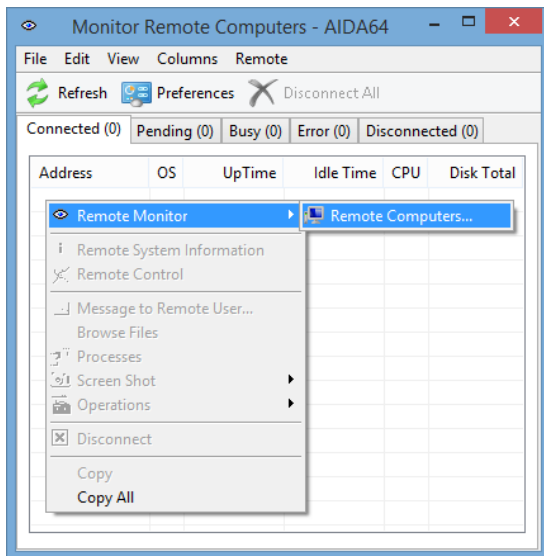 Monitor Remote Computers - AIDA64
File Edit View Columns Remote
Refresh Preferences Disconnect All
Connected (0) Pending (0) Busy (0) Error (0) Disconnected (0)
Address OS UpTime Idle Time CPU Disk Total
Remote Monitor Remote Computers...
Remote System Information
Remote Control
Message to Remote User...
Browse Files
Processes
Screen Shot
Operations
Disconnect
Copy
Copy All